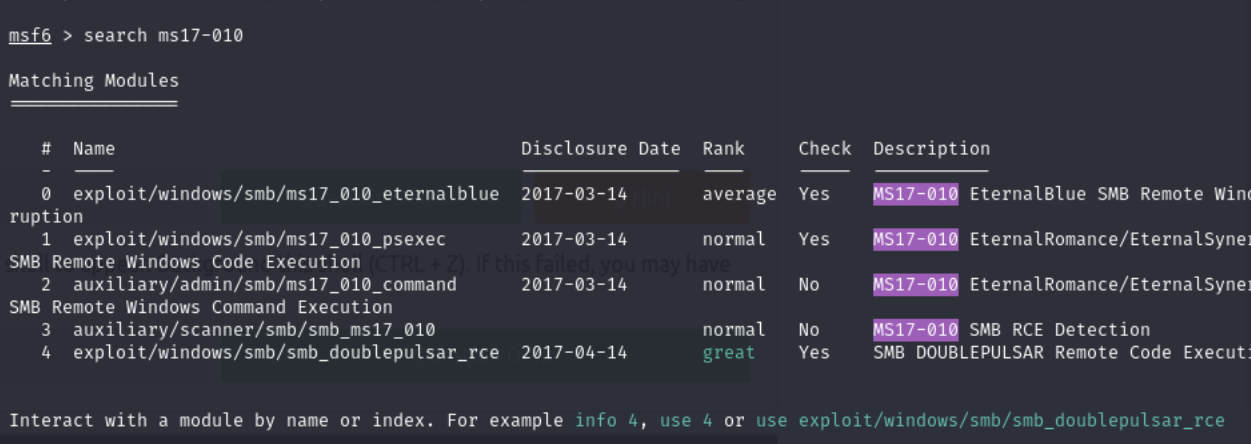 msf6 > search ms17-010
Matching Modules
================
# Name Disclosure Date Rank Check Description
- ---- --------------- ---- ----- -----------
0 exploit/windows/smb/ms17_010_eternalblue 2017-03-14 average Yes MS17-010 EternalBlue SMB Remote Wind
ruption
1 exploit/windows/smb/ms17_010_psexec 2017-03-14 normal Yes MS17-010 EternalRomance/EternalSyner
SMB Remote Windows Code Execution
(CTRL + Z). If this failed, you may have
2 auxiliary/admin/smb/ms17_010_command 2017-03-14 normal No MS17-010 EternalRomance/EternalSyner
SMB Remote Windows Command Execution
3 auxiliary/scanner/smb/smb_ms17_010 normal No MS17-010 SMB RCE Detection
4 exploit/windows/smb/smb_doublepulsar_rce 2017-04-14 great Yes SMB DOUBLEPULSAR Remote Code Executi
Interact with a module by name or index. For example info 4, use 4 or use exploit/windows/smb/smb_doublepulsar_rce